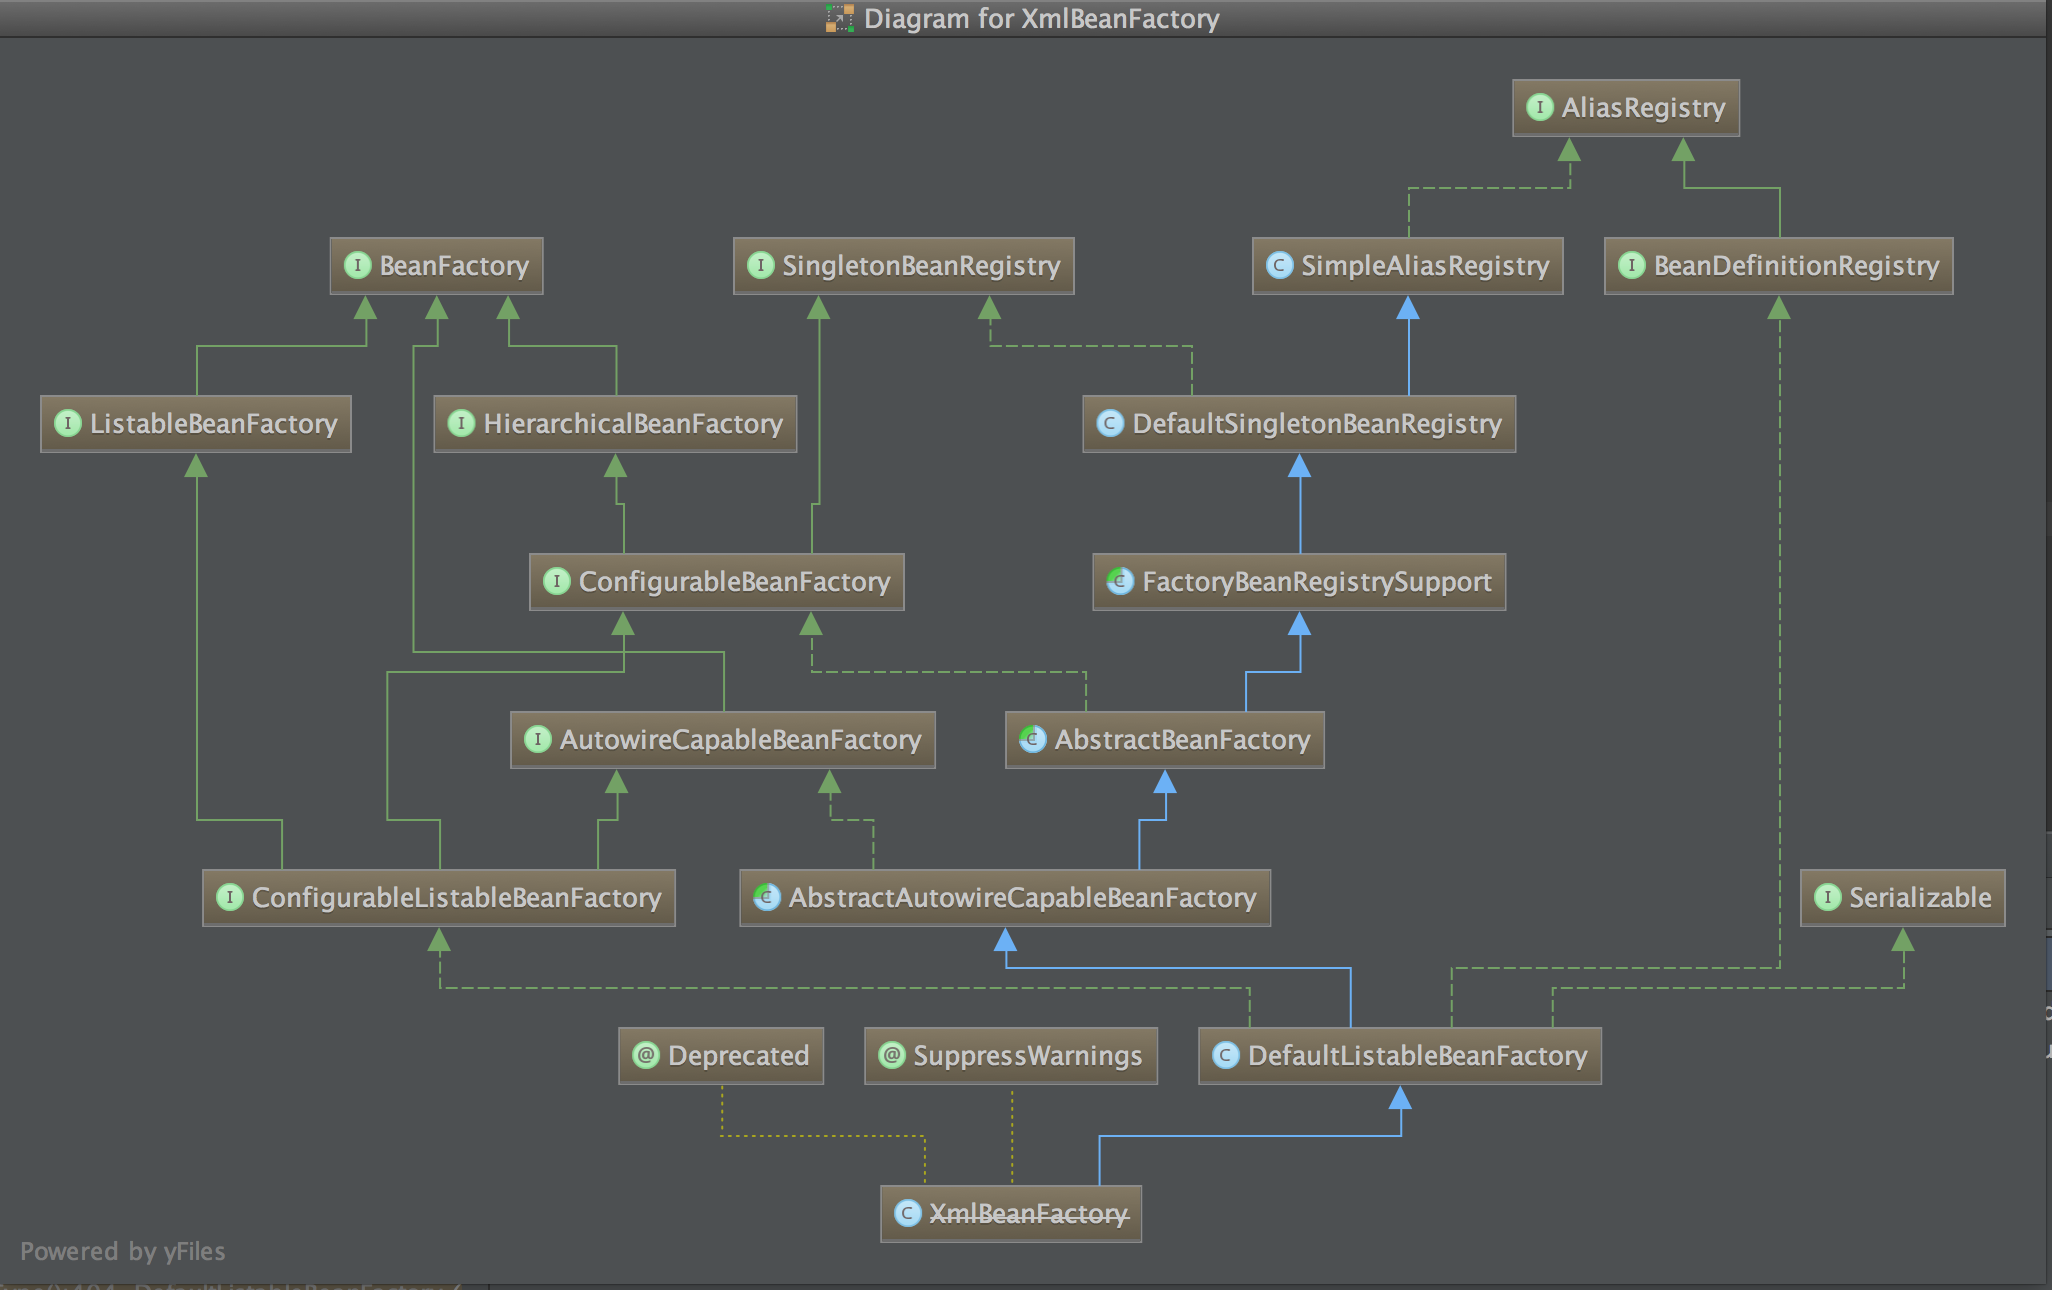 Diagram for XmlBeanFactory
AliasRegistry
BeanFactory
SingletonBeanRegistry
SimpleAliasRegistry
BeanDefinitionRegistry
ListableBeanFactory
HierarchicalBeanFactory
DefaultSingletonBeanRegistry
ConfigurableBeanFactory
FactoryBeanRegistrySupport
AutowireCapableBeanFactory
AbstractBeanFactory
ConfigurableListableBeanFactory
AbstractAutowireCapableBeanFactory
Serializable
Deprecated
SuppressWarnings
DefaultListableBeanFactory
XmlBeanFactory
Powered by yFiles